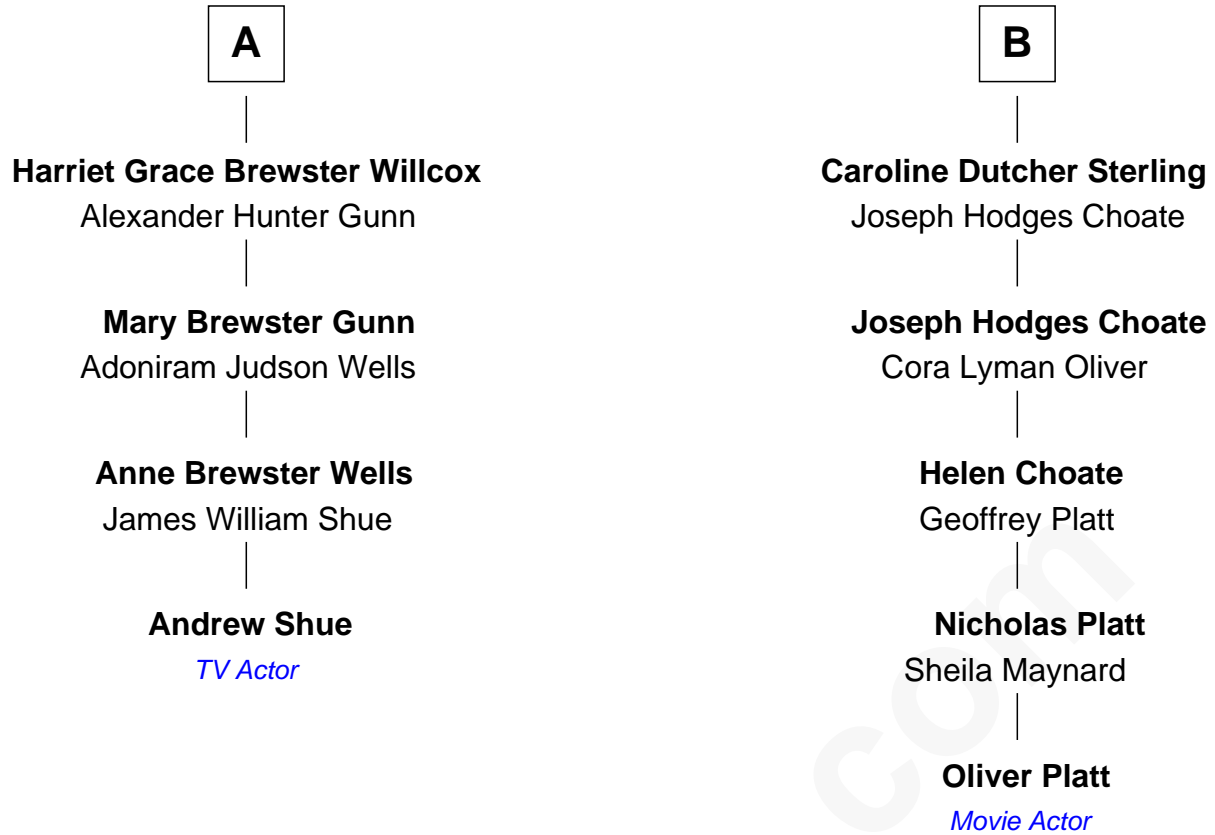 A
Harriet Grace Brewster Willcox
Alexander Hunter Gunn
Mary Brewster Gunn
Adoniram Judson Wells
Anne Brewster Wells
James William Shue
Andrew Shue
TV Actor
B
Caroline Dutcher Sterling
Joseph Hodges Choate
Joseph Hodges Choate
Cora Lyman Oliver
Helen Choate
Geoffrey Platt
Nicholas Platt
Sheila Maynard
Oliver Platt
Movie Actor
com